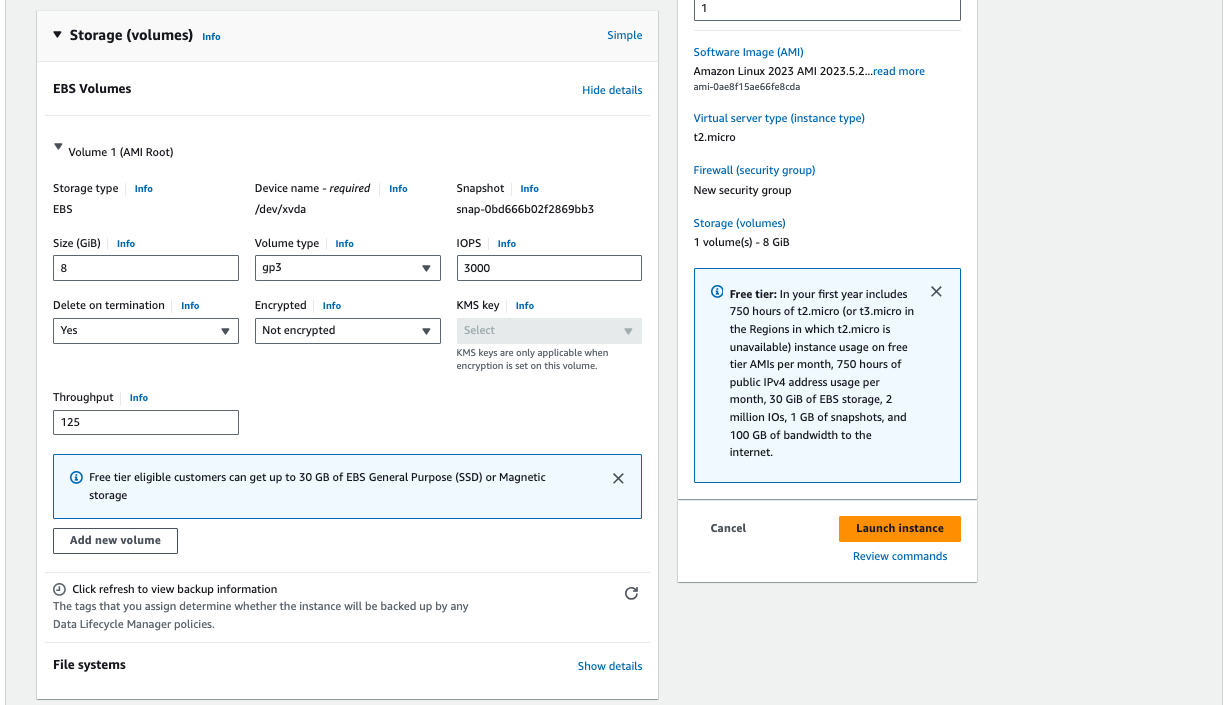 Storage (volumes) Info Simple
EBS Volumes Hide details
Volume 1 (AMI Root)
Storage type Info Device name - required Info Snapshot Info
EBS /dev/xvda snap-0bd666b02f2869bb3
Size (GiB) Info Volume type Info IOPS Info
8 gp3 3000
Delete on termination Info Encrypted Info KMS key Info
Yes Not encrypted Select
KMS keys are only applicable when
encryption is set on this volume.
Throughput Info
125
Free tier eligible customers can get up to 30 GB of EBS General Purpose (SSD) or Magnetic
storage
Add new volume
Click refresh to view backup information
The tags that you assign determine whether the instance will be backed up by any
Data Lifecycle Manager policies.
File systems Show details
1
Software Image (AMI)
Amazon Linux 2023 AMI 2023.5.2...read more
ami-0ae8f15ae66fe8cda
Virtual server type (instance type)
t2.micro
Firewall (security group)
New security group
Storage (volumes)
1 volume(s) - 8 GiB
Free tier: In your first year includes
750 hours of t2.micro (or t3.micro in
the Regions in which t2.micro is
unavailable) instance usage on free
tier AMIs per month, 750 hours of
public IPv4 address usage per
month, 30 GiB of EBS storage, 2
million IOs, 1 GB of snapshots, and
100 GB of bandwidth to the
internet.
Cancel Launch instance
Review commands